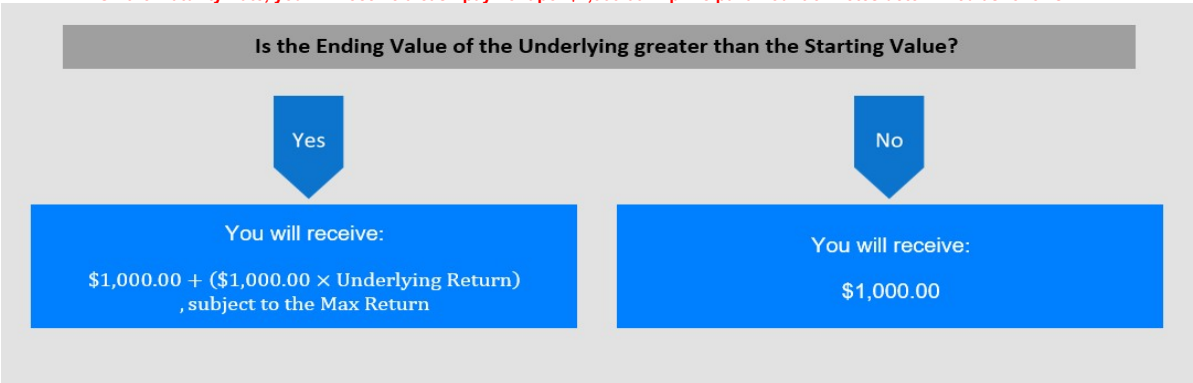 Is the Ending Value of the Underlying greater than the Starting Value?
Yes
No
You will receive:
$1,000.00 + ($1,000.00 × Underlying Return)
, subject to the Max Return
You will receive:
$1,000.00